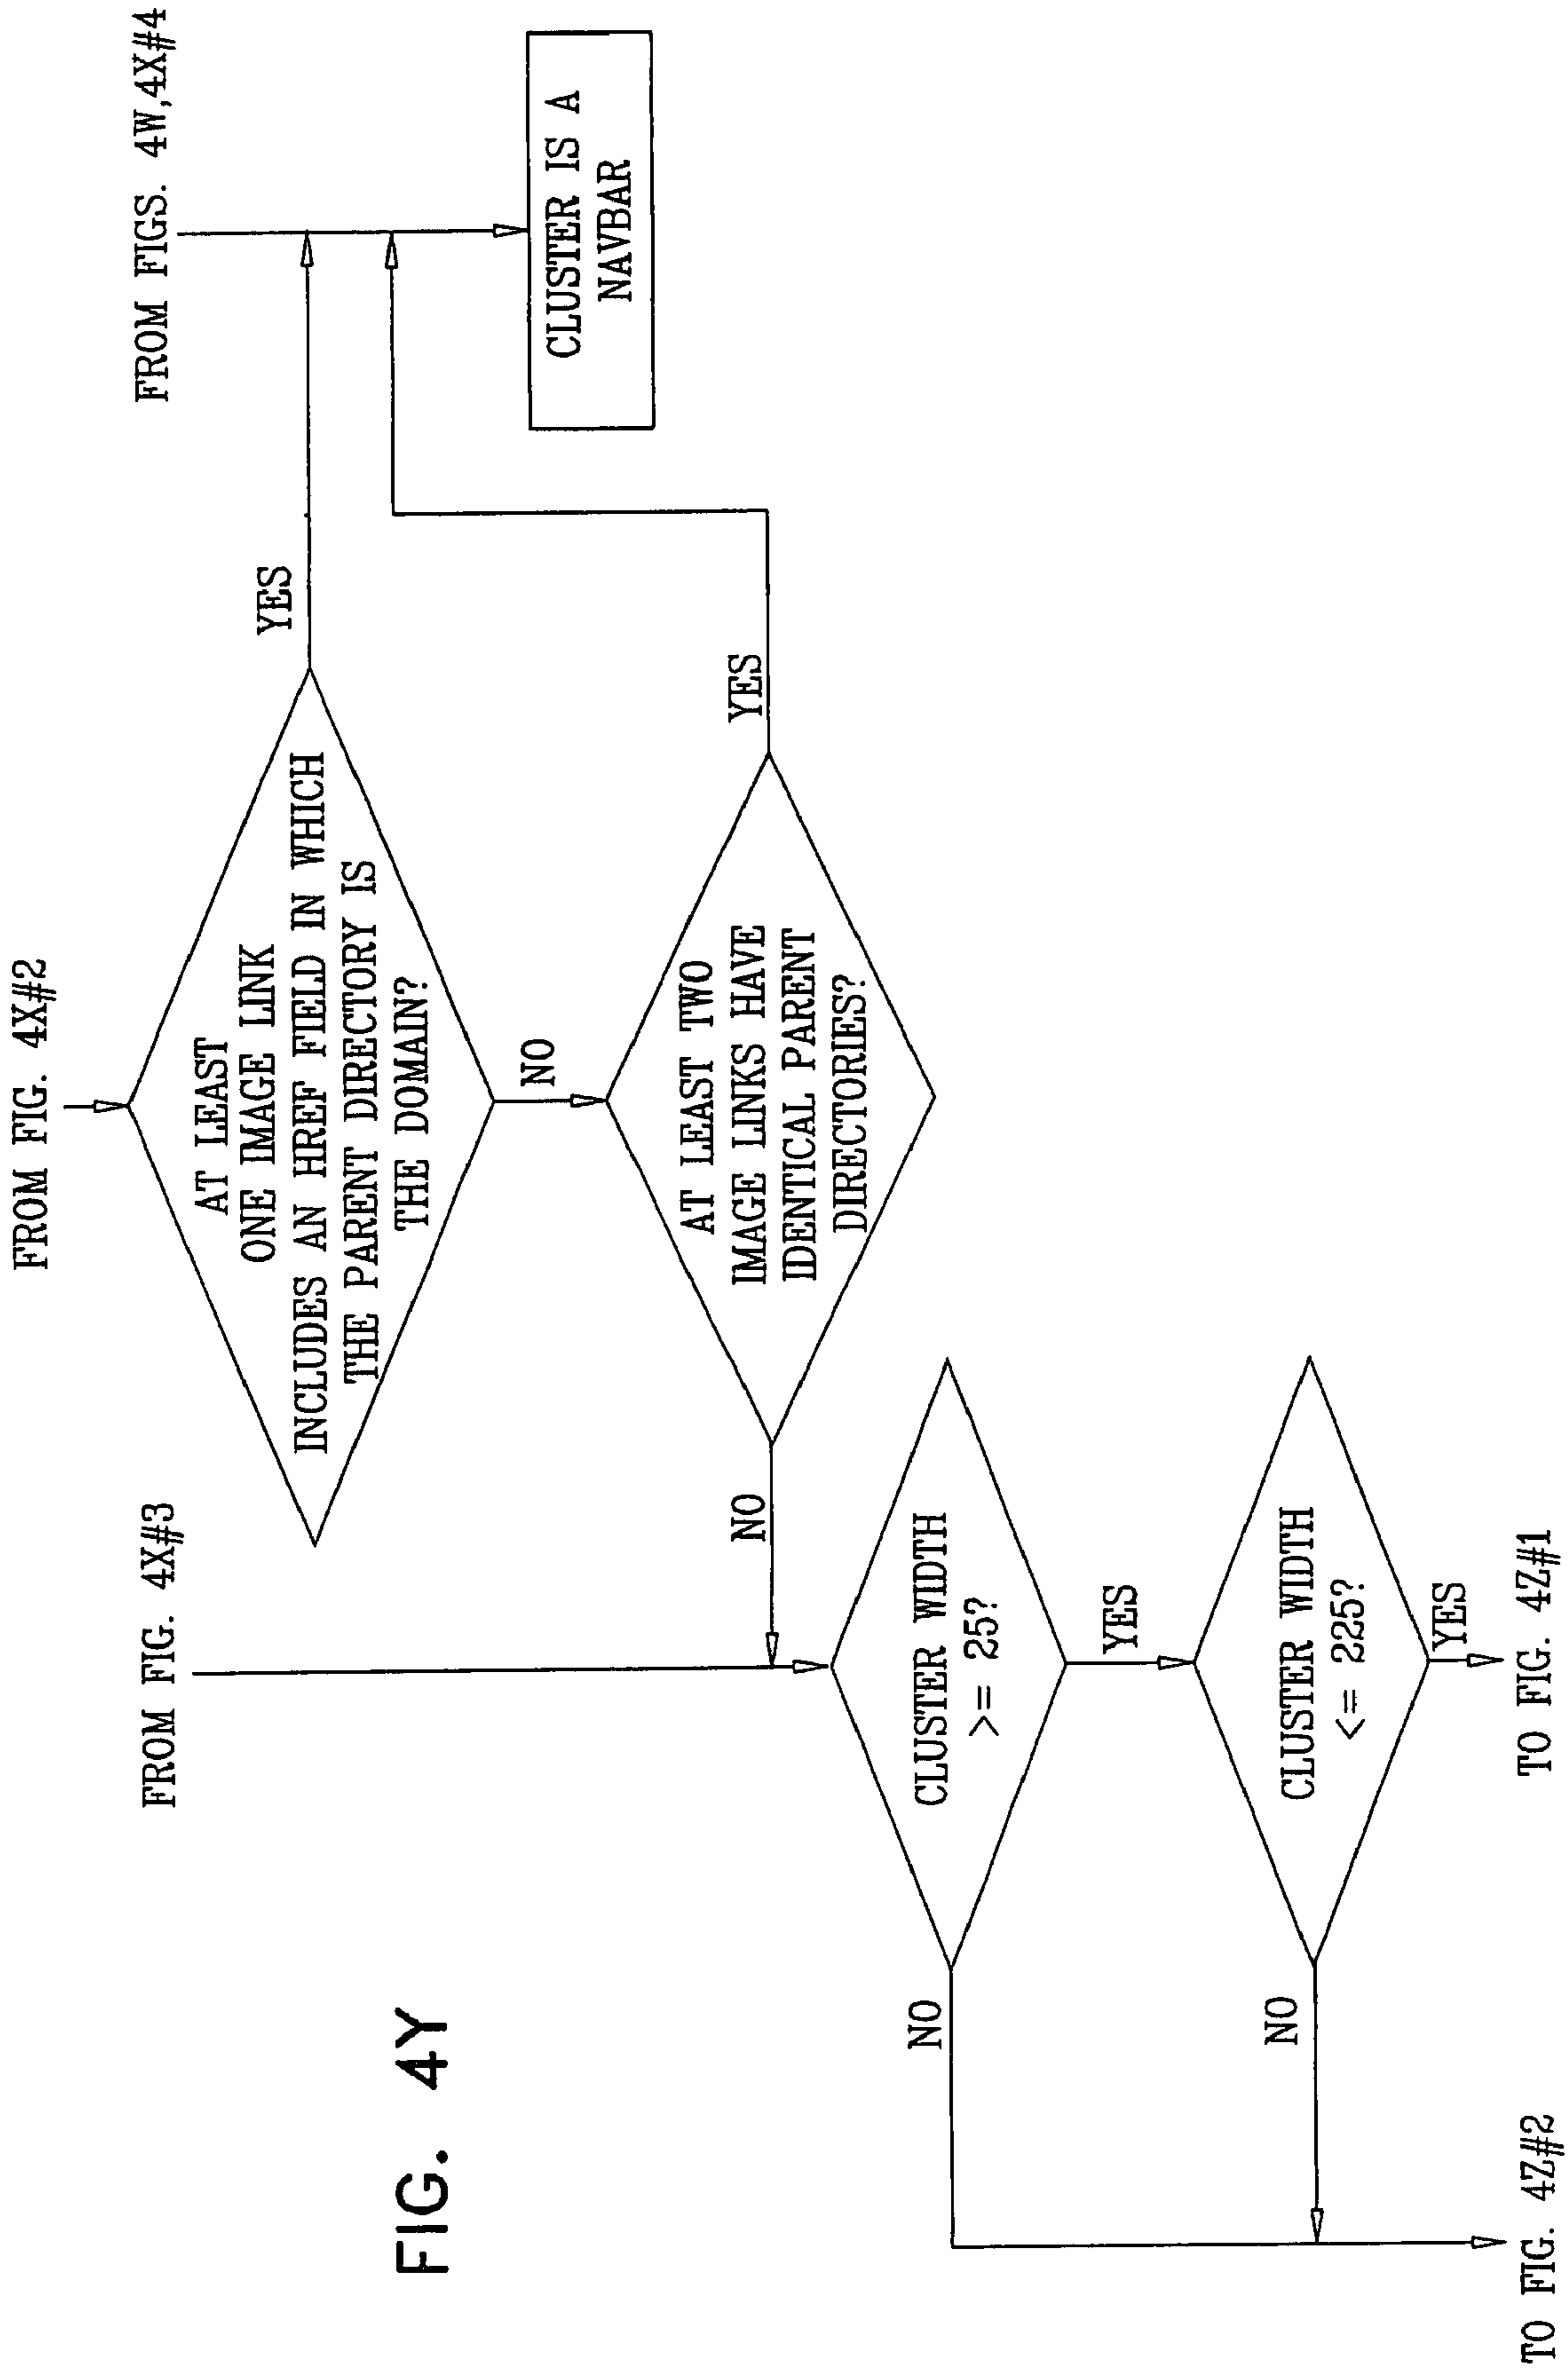 FIG. 4Y
FROM FIG. 4X#2
FROM FIGS. 4W,4X#4
FROM FIG. 4X#3
AT LEAST
ONE IMAGE LINK
INCLUDES AN HREF FIELD IN WHICH
THE PARENT DIRECTORY IS
THE DOMAIN?
YES
NO
CLUSTER IS A
NAVBAR
AT LEAST TWO
IMAGE LINKS HAVE
IDENTICAL PARENT
DIRECTORIES?
YES
NO
CLUSTER WIDTH
>= 25?
NO
YES
CLUSTER WIDTH
<= 225?
NO
YES
TO FIG. 4Z#2
TO FIG. 4Z#1